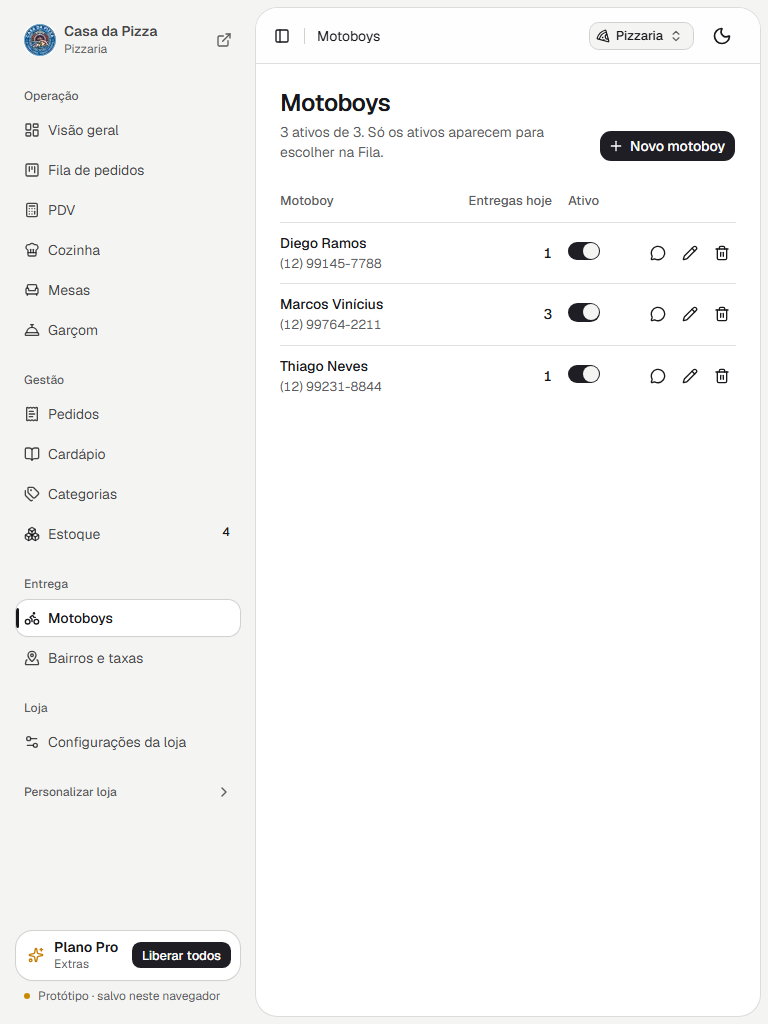 Casa da Pizza
Pizzaria
Operação
Visão geral
Fila de pedidos
PDV
Cozinha
Mesas
Garçom
Gestão
Pedidos
Cardápio
Categorias
Estoque 4
Entrega
Motoboys
Bairros e taxas
Loja
Configurações da loja
Personalizar loja
Plano Pro
Extras
Liberar todos
Protótipo · salvo neste navegador
Motoboys
Pizzaria
Motoboys
3 ativos de 3. Só os ativos aparecem para
escolher na Fila.
Novo motoboy
Motoboy Entregas hoje Ativo
Diego Ramos
(12) 99145-7788
1
Marcos Vinícius
(12) 99764-2211
3
Thiago Neves
(12) 99231-8844
1